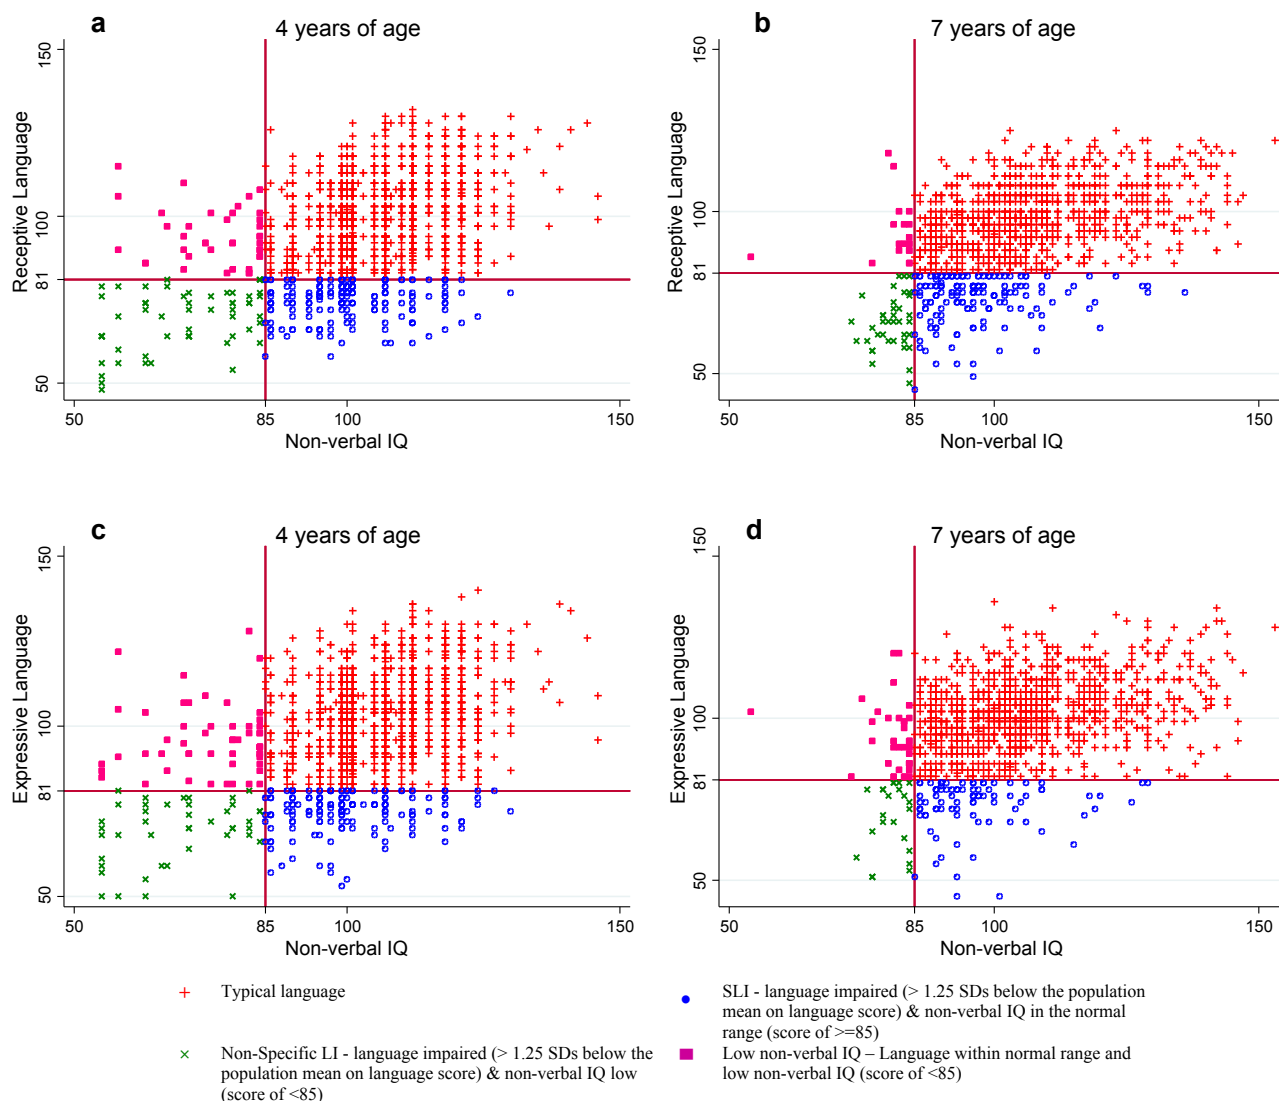 a
4 years of age
150
100
81
50
Receptive Language
50
85
100
150
Non-verbal IQ
b
7 years of age
150
100
81
50
Receptive Language
50
85
100
150
Non-verbal IQ
c
4 years of age
150
100
81
50
Expressive Language
50
85
100
150
Non-verbal IQ
d
7 years of age
150
100
81
50
Expressive Language
50
85
100
150
Non-verbal IQ
Typical language
SLI - language impaired (> 1.25 SDs below the population
mean on language score) & non-verbal IQ in the normal
range (score of >=85)
Non-Specific LI - language impaired (> 1.25 SDs below the
population mean on language score) & non-verbal IQ low
(score of <85)
Low non-verbal IQ – Language within normal range and
low non-verbal IQ (score of <85)